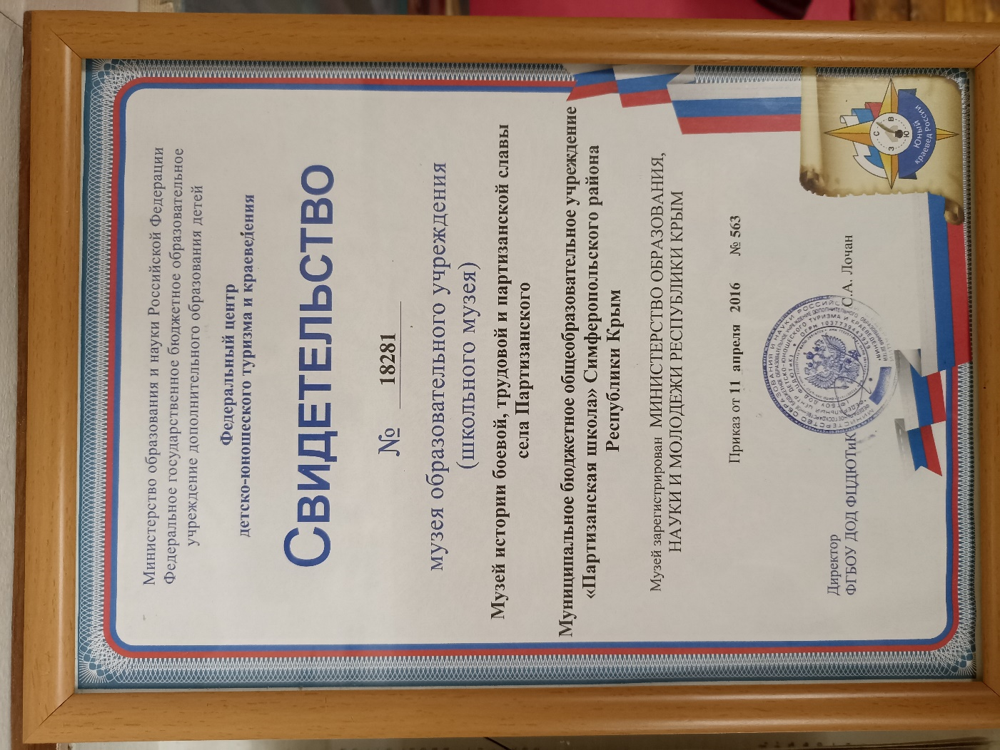 Министерство образования и науки Российской Федерации
Федеральное государственное бюджетное образовательное
учреждение дополнительного образования детей
Федеральный центр
детско-юношеского туризма и краеведения
СВИДЕТЕЛЬСТВО
№ 18281
музея образовательного учреждения
(школьного музея)
Музей истории боевой, трудовой и партизанской славы
села Партизанского
Муниципальное бюджетное общеобразовательное учреждение
«Партизанская школа» Симферопольского района
Республики Крым
Музей зарегистрирован МИНИСТЕРСТВО ОБРАЗОВАНИЯ,
НАУКИ И МОЛОДЕЖИ РЕСПУБЛИКИ КРЫМ
Приказ от 11 апреля 2016 № 563
Директор
ФГБОУ ДОД ФЦДЮТиК С.А. Лочан
С
З В
Ю
Юный
краевед России